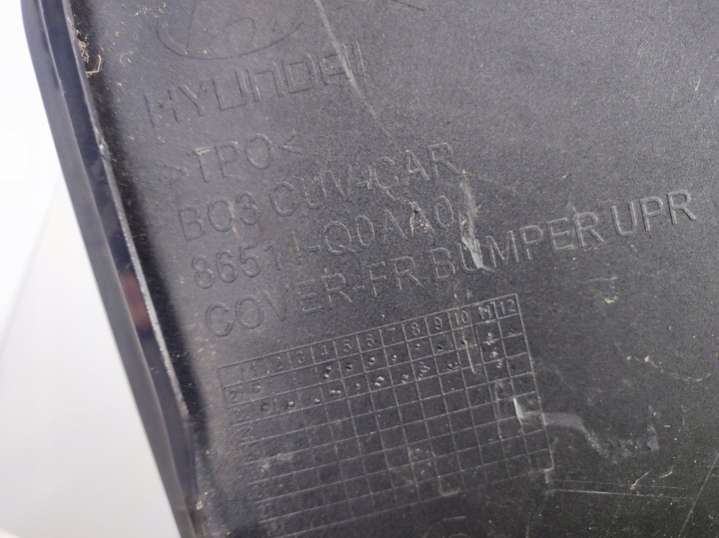 HYUNDAI
>TPO<
BC3 CUV-CAR
86511-Q0AA0
COVER-FR BUMPER UPR
1 2 3 4 5 6 7 8 9 10 11 12